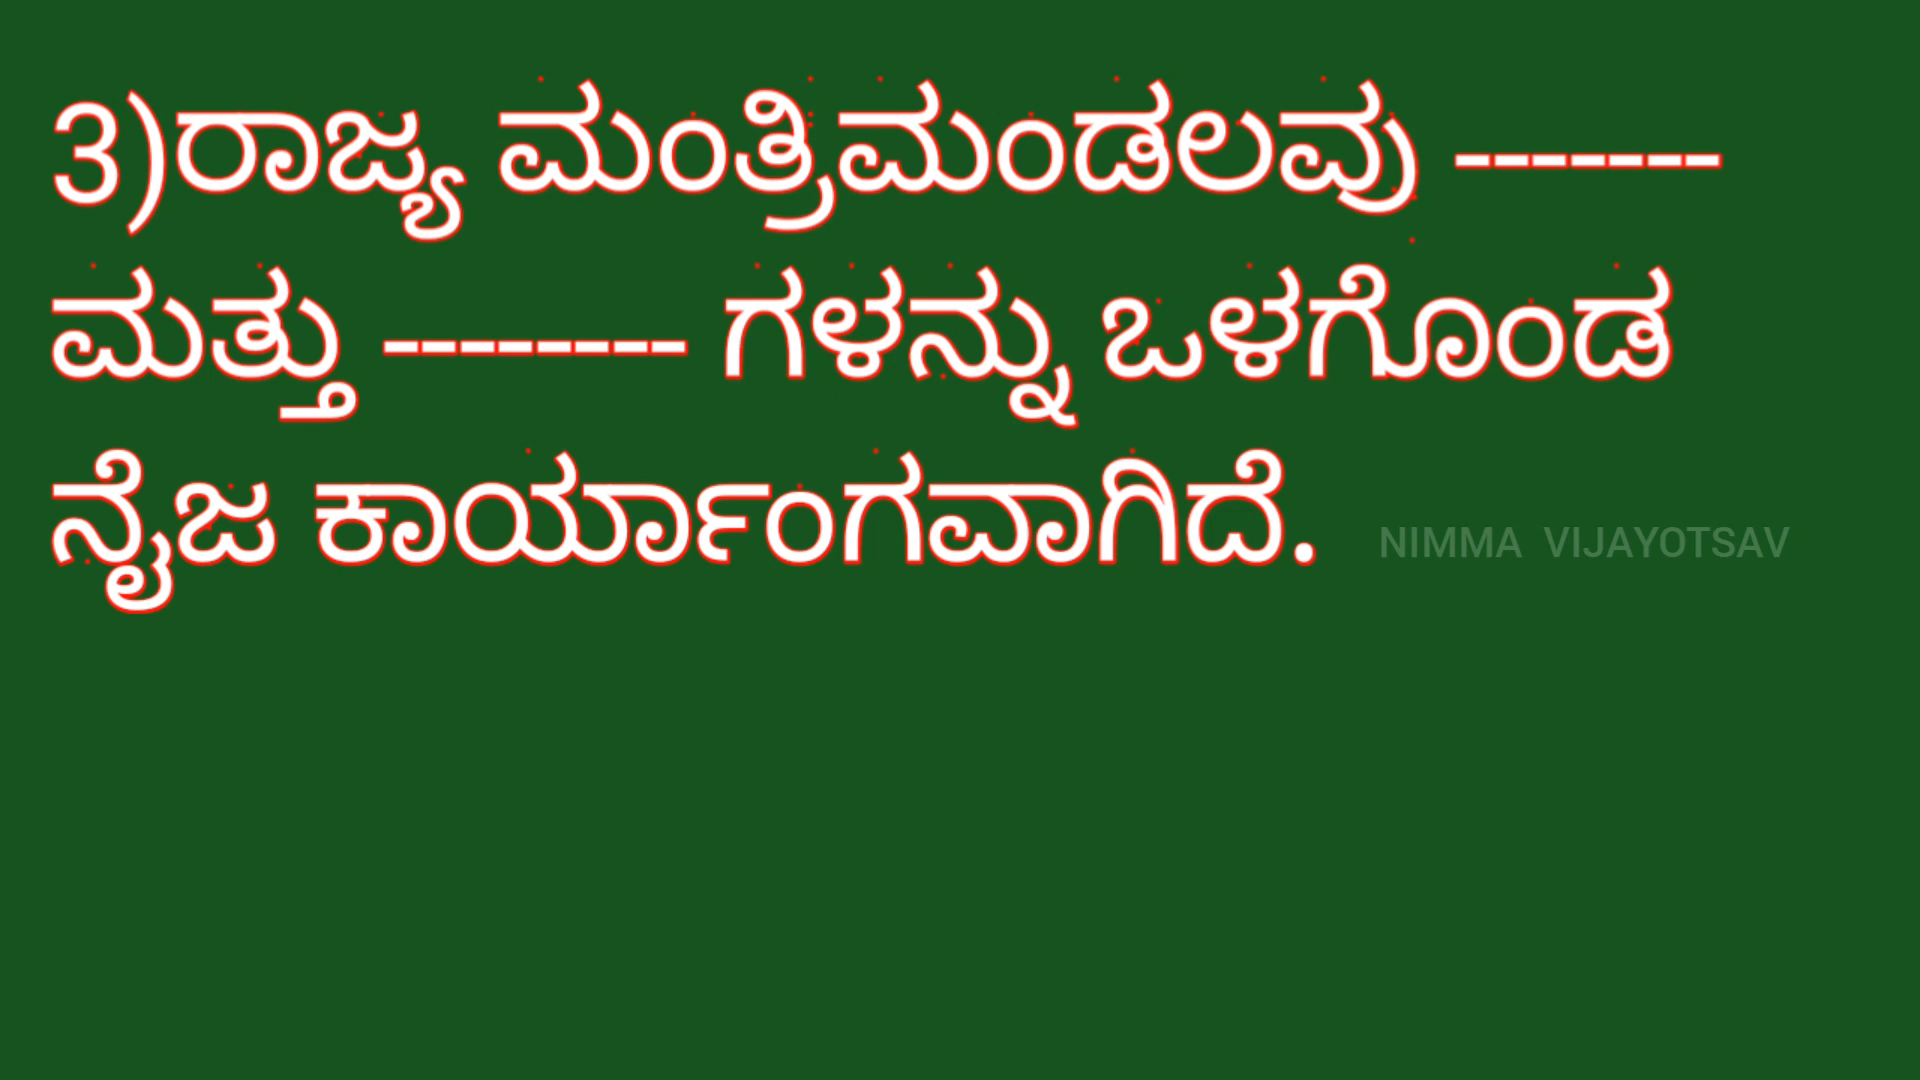 3)ರಾಜ್ಯ ಮಂತ್ರಿಮಂಡಲವು -------
ಮತ್ತು -------- ಗಳನ್ನು ಒಳಗೊಂಡ
ನೈಜ ಕಾರ್ಯಾಂಗವಾಗಿದೆ.
NIMMA VIJAYOTSAV